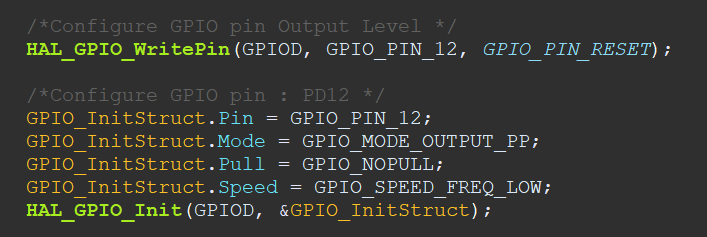 /*Configure GPIO pin Output Level */
HAL_GPIO_WritePin(GPIOD, GPIO_PIN_12, GPIO_PIN_RESET);
/*Configure GPIO pin : PD12 */
GPIO_InitStruct.Pin = GPIO_PIN_12;
GPIO_InitStruct.Mode = GPIO_MODE_OUTPUT_PP;
GPIO_InitStruct.Pull = GPIO_NOPULL;
GPIO_InitStruct.Speed = GPIO_SPEED_FREQ_LOW;
HAL_GPIO_Init(GPIOD, &GPIO_InitStruct);